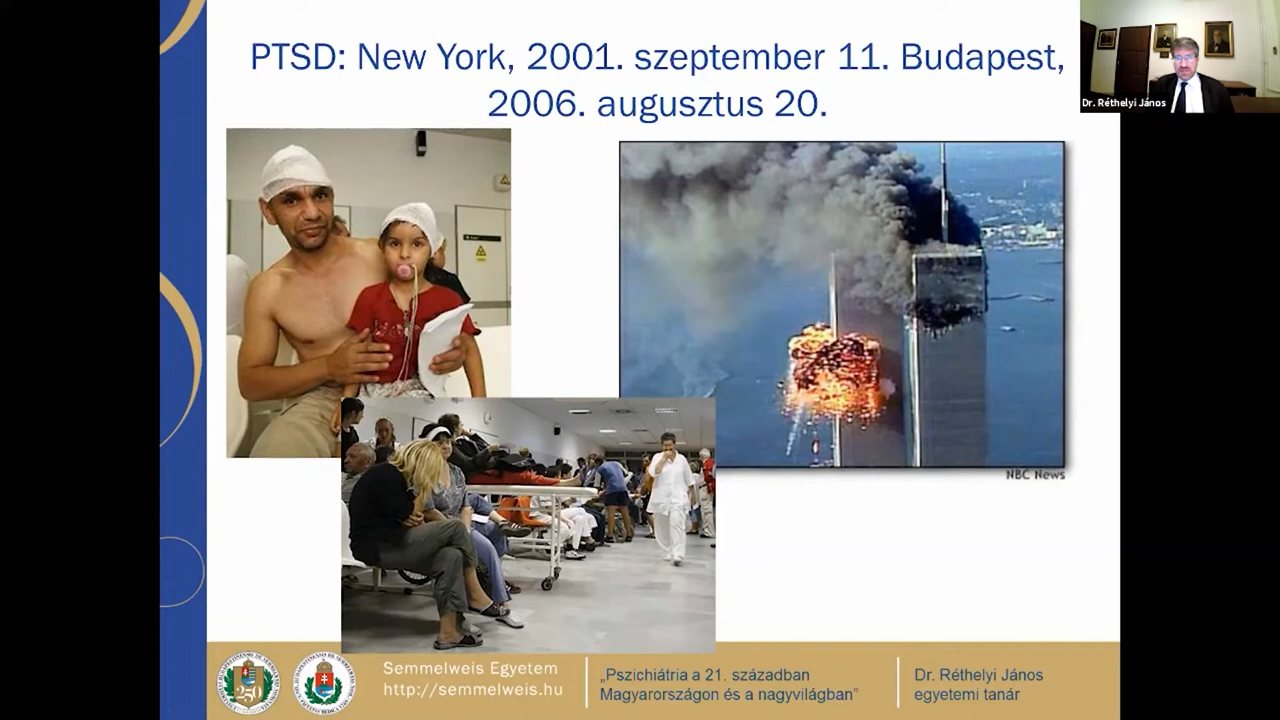 PTSD: New York, 2001. szeptember 11. Budapest,
2006. augusztus 20.
Dr. Réthelyi János
NBC News
250
Semmelweis Egyetem
http://semmelweis.hu
„Pszichiátria a 21. században
Magyarországon és a nagyvilágban"
Dr. Réthelyi János
egyetemi tanár